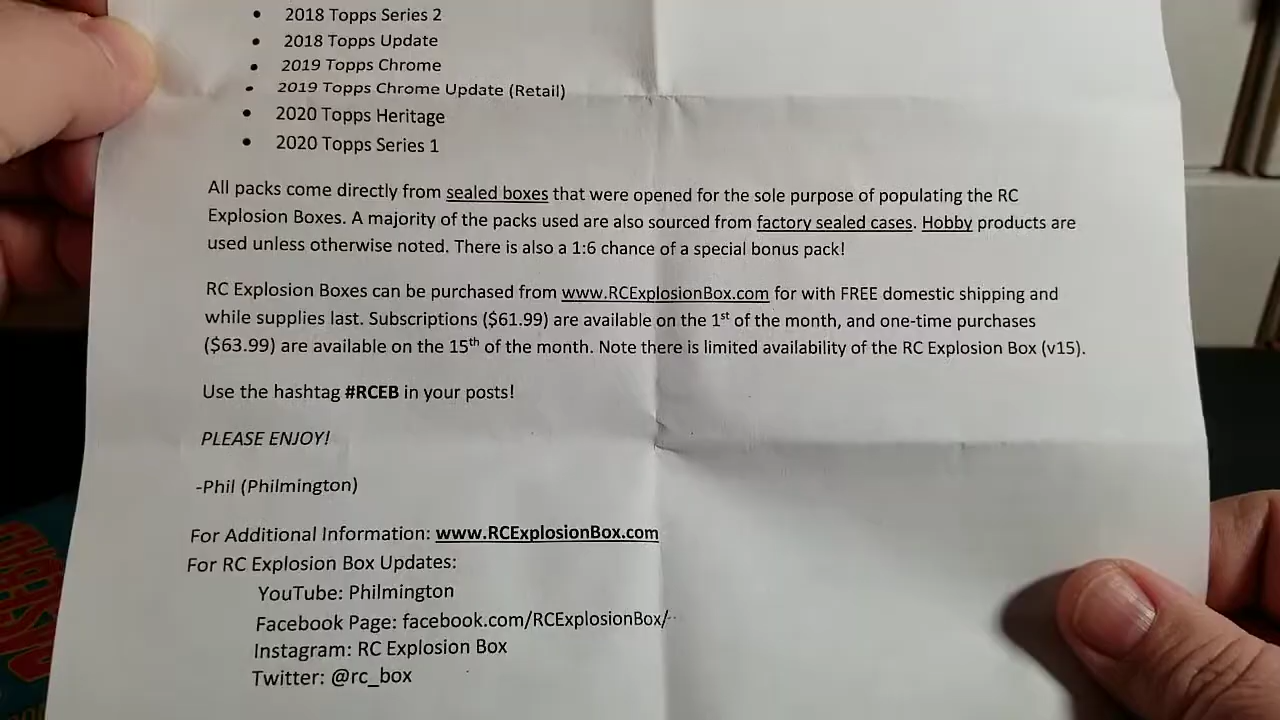 • 2018 Topps Series 2
• 2018 Topps Update
• 2019 Topps Chrome
• 2019 Topps Chrome Update (Retail)
• 2020 Topps Heritage
• 2020 Topps Series 1
All packs come directly from sealed boxes that were opened for the sole purpose of populating the RC
Explosion Boxes. A majority of the packs used are also sourced from factory sealed cases. Hobby products are
used unless otherwise noted. There is also a 1:6 chance of a special bonus pack!
RC Explosion Boxes can be purchased from www.RCExplosionBox.com for with FREE domestic shipping and
while supplies last. Subscriptions ($61.99) are available on the 1st of the month, and one-time purchases
($63.99) are available on the 15th of the month. Note there is limited availability of the RC Explosion Box (v15).
Use the hashtag #RCEB in your posts!
PLEASE ENJOY!
-Phil (Philmington)
For Additional Information: www.RCExplosionBox.com
For RC Explosion Box Updates:
YouTube: Philmington
Facebook Page: facebook.com/RCExplosionBox/
Instagram: RC Explosion Box
Twitter: @rc_box